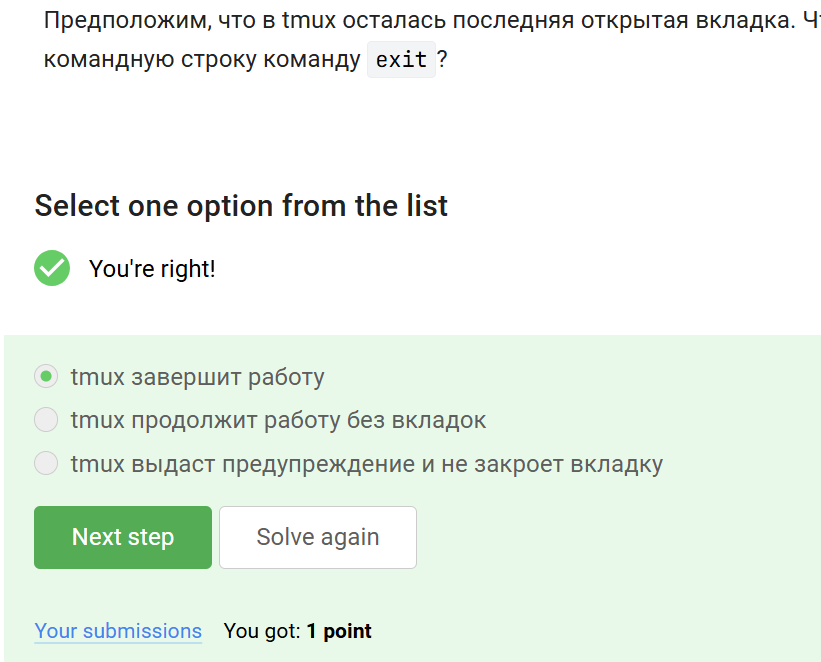 Предположим, что в tmux осталась последняя открытая вкладка.
командную строку команду exit?
Select one option from the list
You're right!
tmux завершит работу
tmux продолжит работу без вкладок
tmux выдаст предупреждение и не закроет вкладку
Next step Solve again
Your submissions You got: 1 point